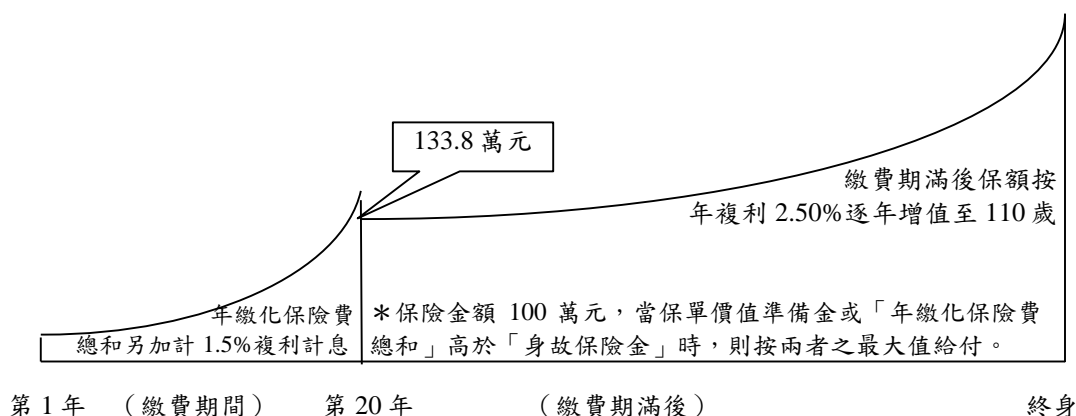 133.8 萬元
繳費期滿後保額按
年複利 2.50%逐年增值至 110 歲
年繳化保險費
總和另加計 1.5%複利計息
＊保險金額 100 萬元，當保單價值準備金或「年繳化保險費
總和」高於「身故保險金」時，則按兩者之最大值給付。
第 1 年 （繳費期間） 第 20 年 （繳費期滿後） 終身